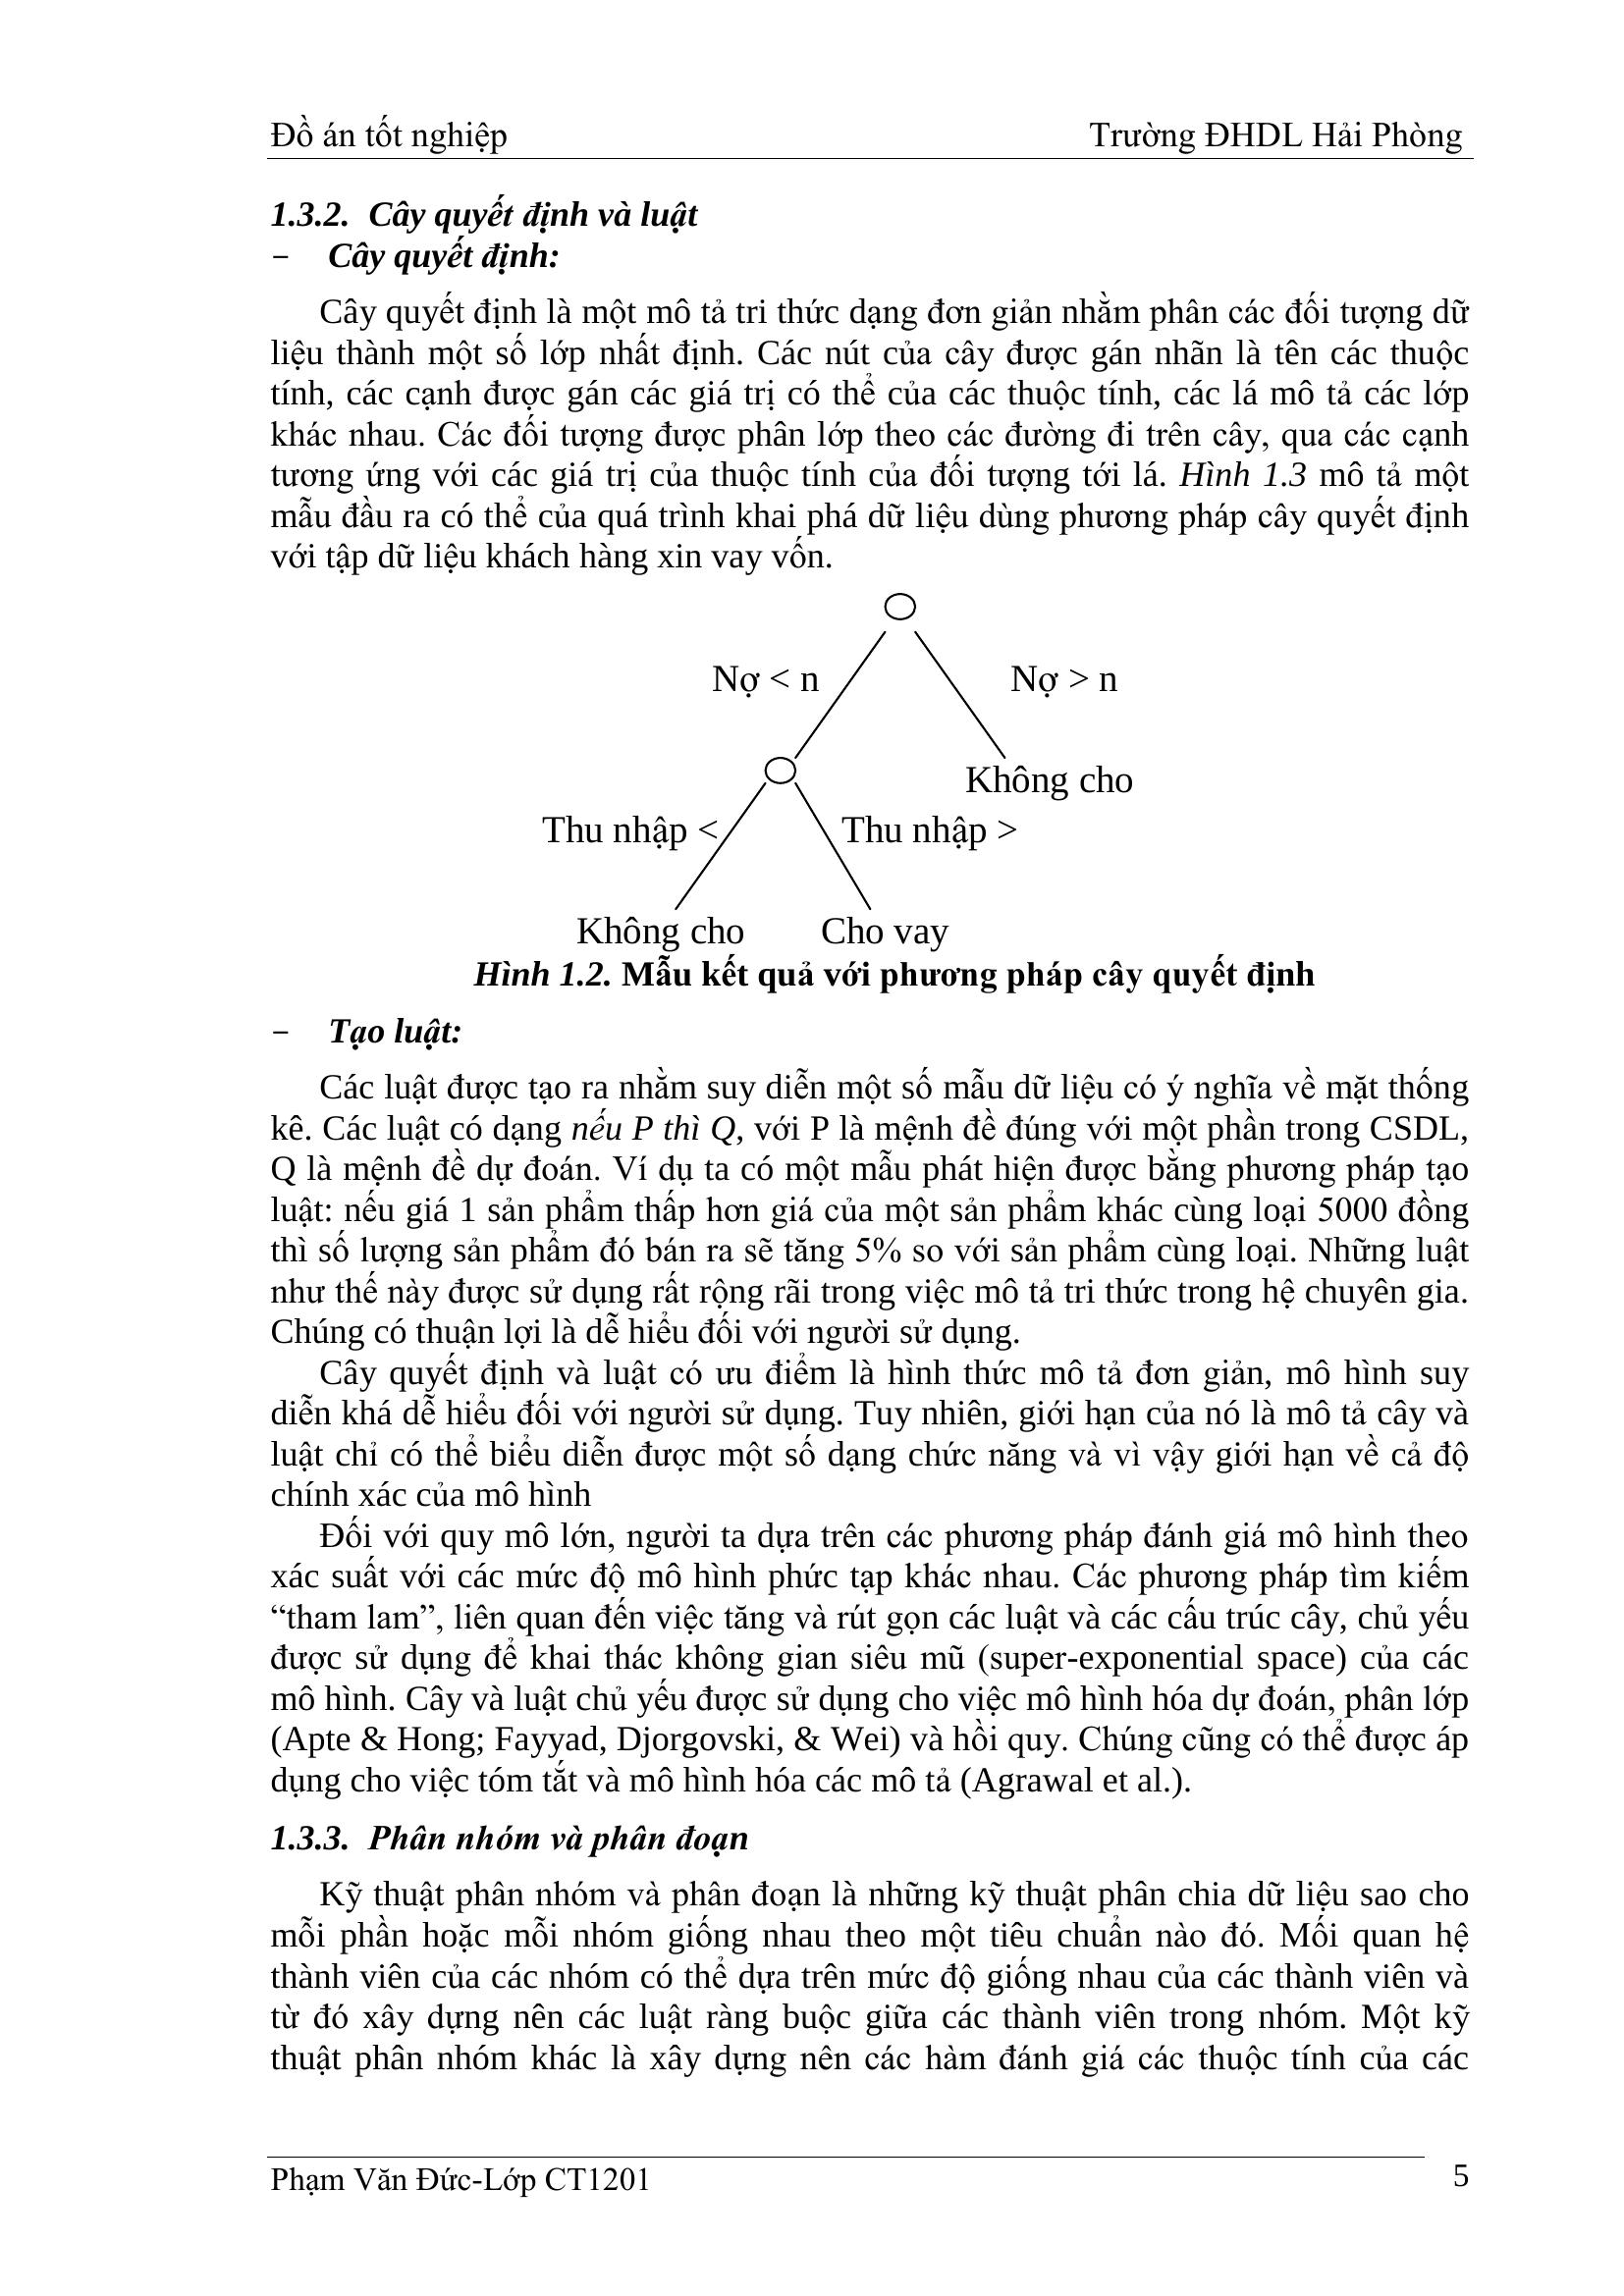 Đồ án tốt nghiệp Trường ĐHDL Hải Phòng
1.3.2. Cây quyết định và luật
− Cây quyết định:
Cây quyết định là một mô tả tri thức dạng đơn giản nhằm phân các đối tượng dữ
liệu thành một số lớp nhất định. Các nút của cây được gán nhãn là tên các thuộc
tính, các cạnh được gán các giá trị có thể của các thuộc tính, các lá mô tả các lớp
khác nhau. Các đối tượng được phân lớp theo các đường đi trên cây, qua các cạnh
tương ứng với các giá trị của thuộc tính của đối tượng tới lá. Hình 1.3 mô tả một
mẫu đầu ra có thể của quá trình khai phá dữ liệu dùng phương pháp cây quyết định
với tập dữ liệu khách hàng xin vay vốn.
Nợ < n Nợ > n
Không cho
Thu nhập < Thu nhập >
Không cho Cho vay
Hình 1.2. Mẫu kết quả với phương pháp cây quyết định
− Tạo luật:
Các luật được tạo ra nhằm suy diễn một số mẫu dữ liệu có ý nghĩa về mặt thống
kê. Các luật có dạng nếu P thì Q, với P là mệnh đề đúng với một phần trong CSDL,
Q là mệnh đề dự đoán. Ví dụ ta có một mẫu phát hiện được bằng phương pháp tạo
luật: nếu giá 1 sản phẩm thấp hơn giá của một sản phẩm khác cùng loại 5000 đồng
thì số lượng sản phẩm đó bán ra sẽ tăng 5% so với sản phẩm cùng loại. Những luật
như thế này được sử dụng rất rộng rãi trong việc mô tả tri thức trong hệ chuyên gia.
Chúng có thuận lợi là dễ hiểu đối với người sử dụng.
Cây quyết định và luật có ưu điểm là hình thức mô tả đơn giản, mô hình suy
diễn khá dễ hiểu đối với người sử dụng. Tuy nhiên, giới hạn của nó là mô tả cây và
luật chỉ có thể biểu diễn được một số dạng chức năng và vì vậy giới hạn về cả độ
chính xác của mô hình
Đối với quy mô lớn, người ta dựa trên các phương pháp đánh giá mô hình theo
xác suất với các mức độ mô hình phức tạp khác nhau. Các phương pháp tìm kiếm
“tham lam”, liên quan đến việc tăng và rút gọn các luật và các cấu trúc cây, chủ yếu
được sử dụng để khai thác không gian siêu mũ (super-exponential space) của các
mô hình. Cây và luật chủ yếu được sử dụng cho việc mô hình hóa dự đoán, phân lớp
(Apte & Hong; Fayyad, Djorgovski, & Wei) và hồi quy. Chúng cũng có thể được áp
dụng cho việc tóm tắt và mô hình hóa các mô tả (Agrawal et al.).
1.3.3. Phân nhóm và phân đoạn
Kỹ thuật phân nhóm và phân đoạn là những kỹ thuật phân chia dữ liệu sao cho
mỗi phần hoặc mỗi nhóm giống nhau theo một tiêu chuẩn nào đó. Mối quan hệ
thành viên của các nhóm có thể dựa trên mức độ giống nhau của các thành viên và
từ đó xây dựng nên các luật ràng buộc giữa các thành viên trong nhóm. Một kỹ
thuật phân nhóm khác là xây dựng nên các hàm đánh giá các thuộc tính của các
Phạm Văn Đức-Lớp CT1201 5